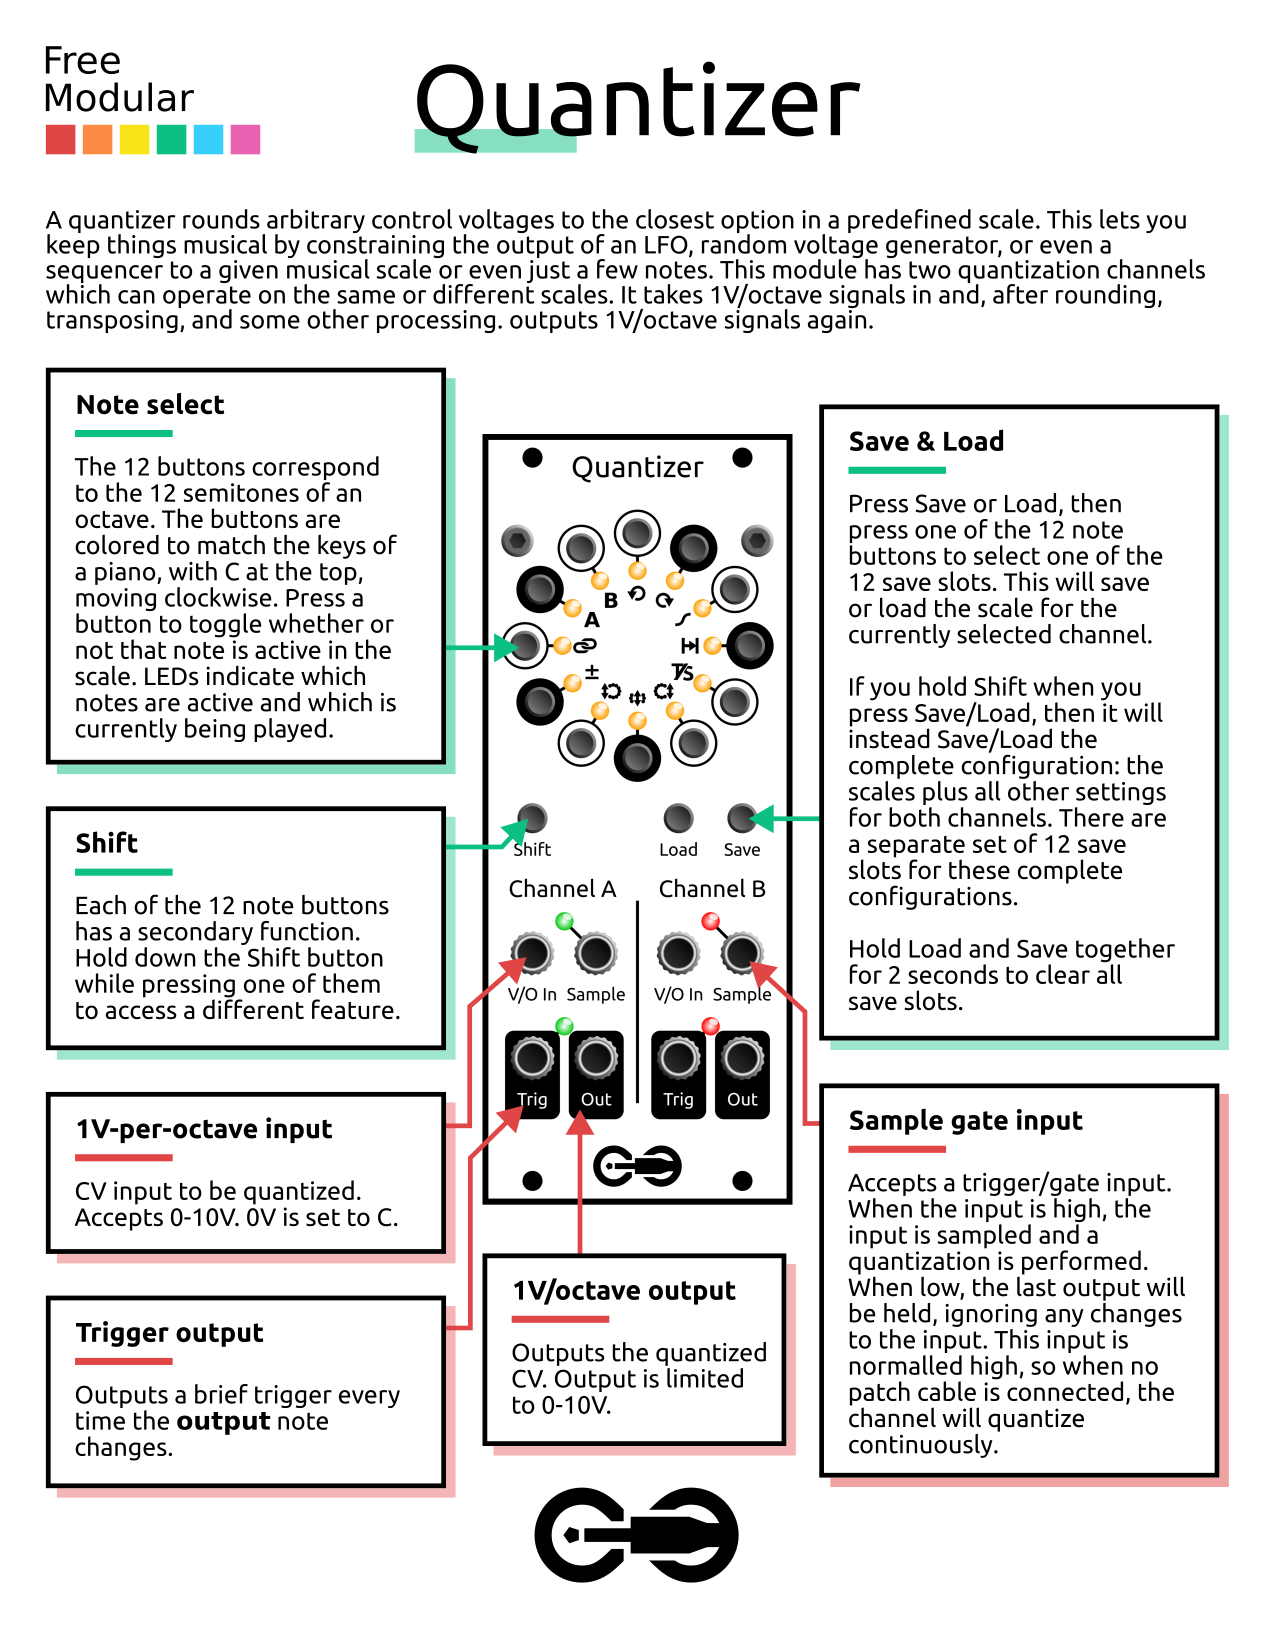 Free
Modular
Quantizer
A quantizer rounds arbitrary control voltages to the closest option in a predefined scale. This lets you
keep things musical by constraining the output of an LFO, random voltage generator, or even a
sequencer to a given musical scale or even just a few notes. This module has two quantization channels
which can operate on the same or different scales. It takes 1V/octave signals in and, after rounding,
transposing, and some other processing. outputs 1V/octave signals again.
Note select
The 12 buttons correspond
to the 12 semitones of an
octave. The buttons are
colored to match the keys of
a piano, with C at the top,
moving clockwise. Press a
button to toggle whether or
not that note is active in the
scale. LEDs indicate which
notes are active and which is
currently being played.
Shift
Each of the 12 note buttons
has a secondary function.
Hold down the Shift button
while pressing one of them
to access a different feature.
1V-per-octave input
CV input to be quantized.
Accepts 0-10V. 0V is set to C.
Trigger output
Outputs a brief trigger every
time the output note
changes.
Quantizer
B
A
±
T/S
Shift
Load Save
Channel A Channel B
V/O In Sample V/O In Sample
Trig Out Trig Out
1V/octave output
Outputs the quantized
CV. Output is limited
to 0-10V.
Save & Load
Press Save or Load, then
press one of the 12 note
buttons to select one of the
12 save slots. This will save
or load the scale for the
currently selected channel.
If you hold Shift when you
press Save/Load, then it will
instead Save/Load the
complete configuration: the
scales plus all other settings
for both channels. There are
a separate set of 12 save
slots for these complete
configurations.
Hold Load and Save together
for 2 seconds to clear all
save slots.
Sample gate input
Accepts a trigger/gate input.
When the input is high, the
input is sampled and a
quantization is performed.
When low, the last output will
be held, ignoring any changes
to the input. This input is
normalled high, so when no
patch cable is connected, the
channel will quantize
continuously.